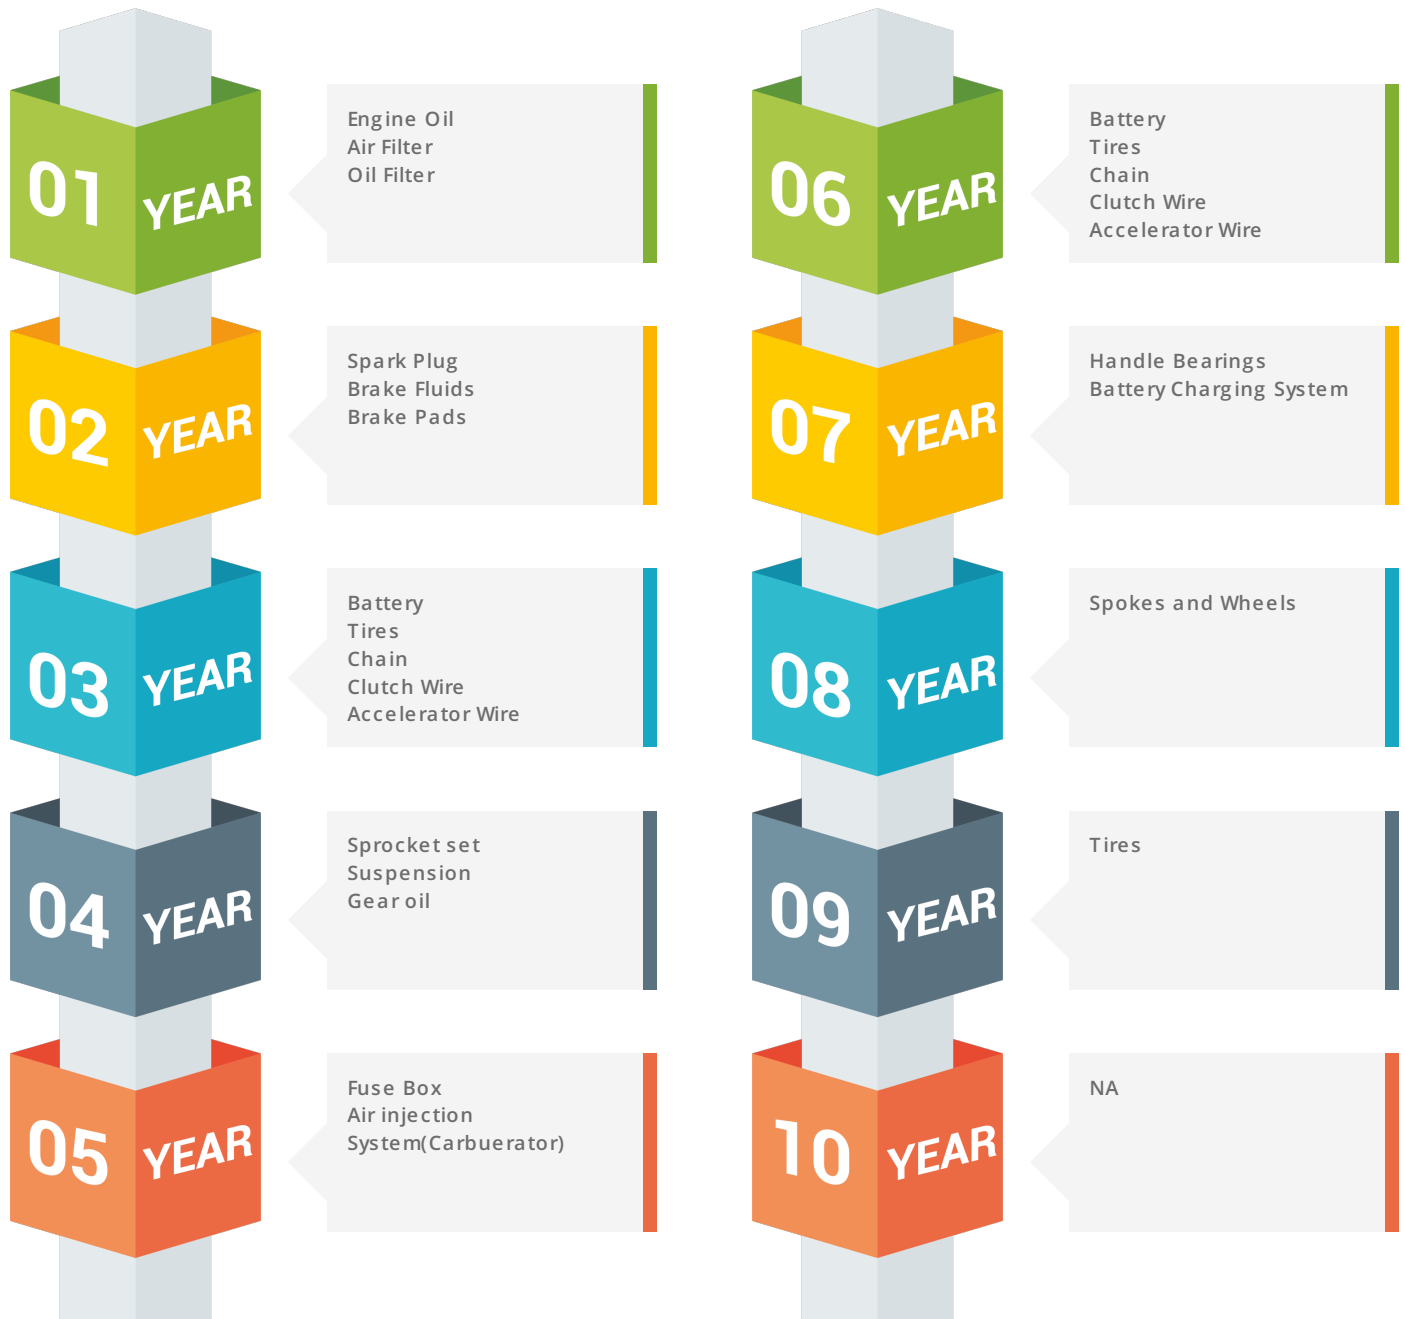 01 YEAR
Engine Oil
Air Filter
Oil Filter
02 YEAR
Spark Plug
Brake Fluids
Brake Pads
03 YEAR
Battery
Tires
Chain
Clutch Wire
Accelerator Wire
04 YEAR
Sprocket set
Suspension
Gear oil
05 YEAR
Fuse Box
Air injection
System(Carbuerator)
06 YEAR
Battery
Tires
Chain
Clutch Wire
Accelerator Wire
07 YEAR
Handle Bearings
Battery Charging System
08 YEAR
Spokes and Wheels
09 YEAR
Tires
10 YEAR
NA